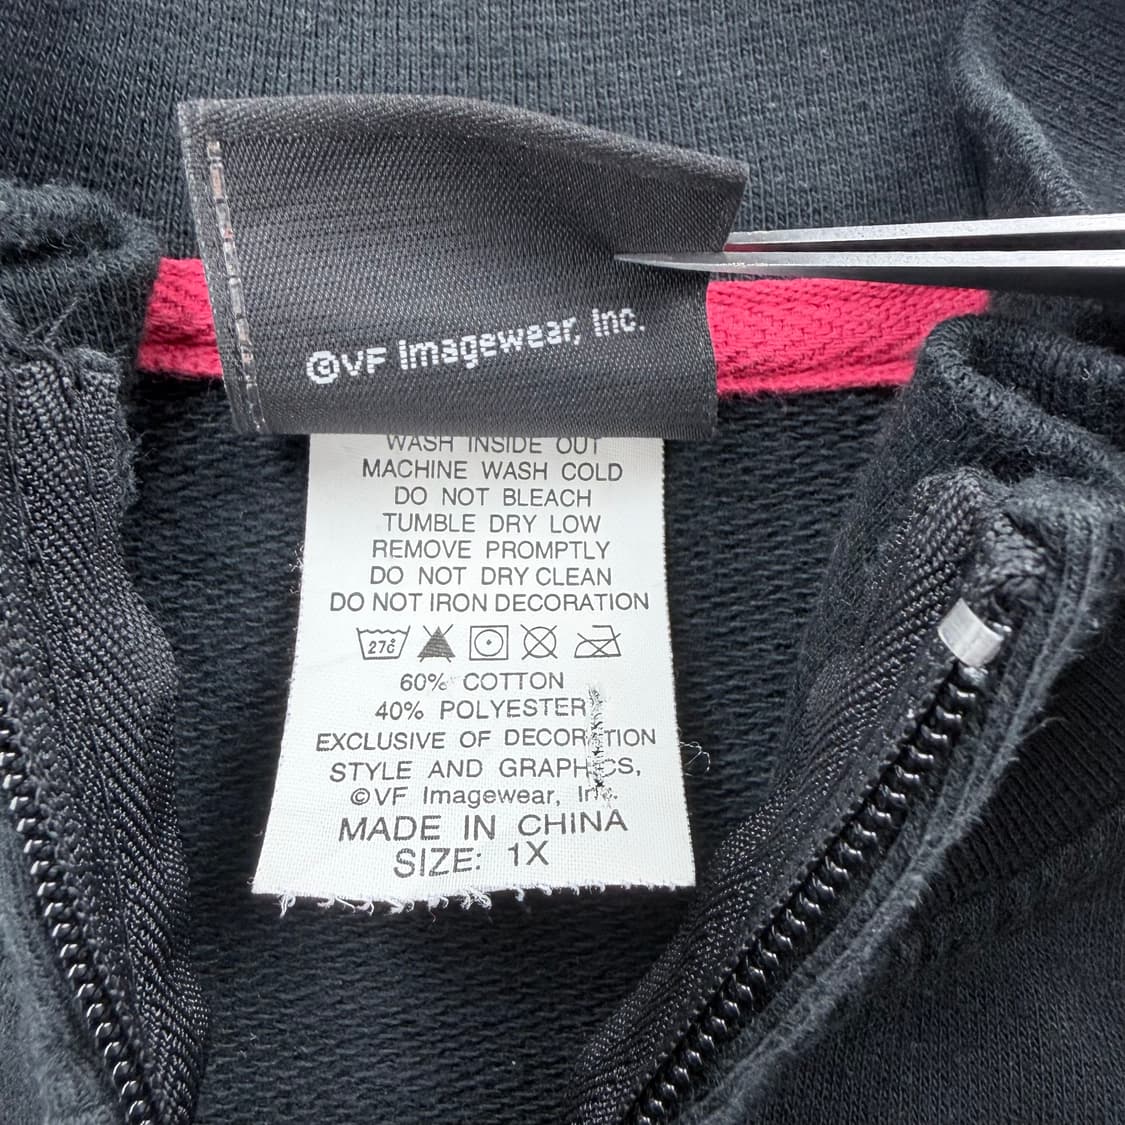 ©VF Imagewear, Inc.
WASH INSIDE OUT
MACHINE WASH COLD
DO NOT BLEACH
TUMBLE DRY LOW
REMOVE PROMPTLY
DO NOT DRY CLEAN
DO NOT IRON DECORATION
27c
60% COTTON
40% POLYESTER
EXCLUSIVE OF DECORATION
STYLE AND GRAPHICS,
©VF Imagewear, Inc.
MADE IN CHINA
SIZE: 1X